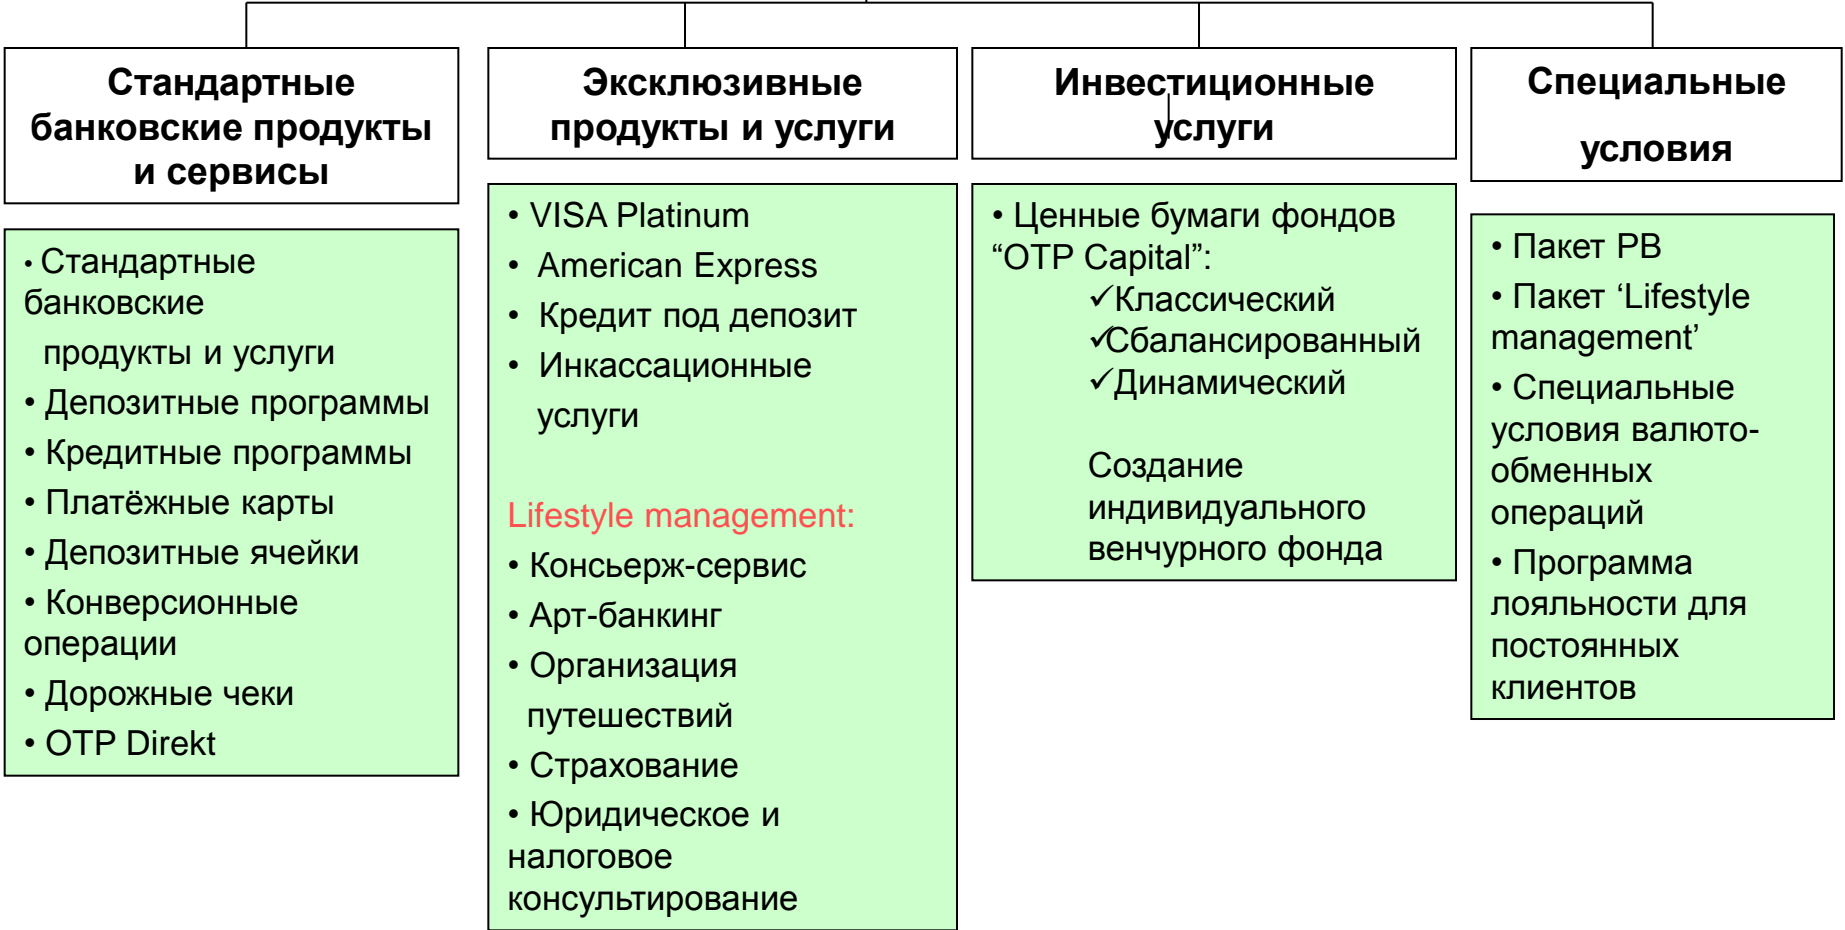 Стандартные
банковские продукты
и сервисы
• Стандартные
банковские
продукты и услуги
• Депозитные программы
• Кредитные программы
• Платёжные карты
• Депозитные ячейки
• Конверсионные
операции
• Дорожные чеки
• OTP Direkt
Эксклюзивные
продукты и услуги
• VISA Platinum
• American Express
• Кредит под депозит
• Инкассационные
услуги
Lifestyle management:
• Консьерж-сервис
• Арт-банкинг
• Организация
путешествий
• Страхование
• Юридическое и
налоговое
консультирование
Инвестиционные
услуги
• Ценные бумаги фондов
“OTP Capital”:
✓Классический
✓Сбалансированный
✓Динамический
Создание
индивидуального
венчурного фонда
Специальные
условия
• Пакет PB
• Пакет ‘Lifestyle
management’
• Специальные
условия валюто-
обменных
операций
• Программа
лояльности для
постоянных
клиентов